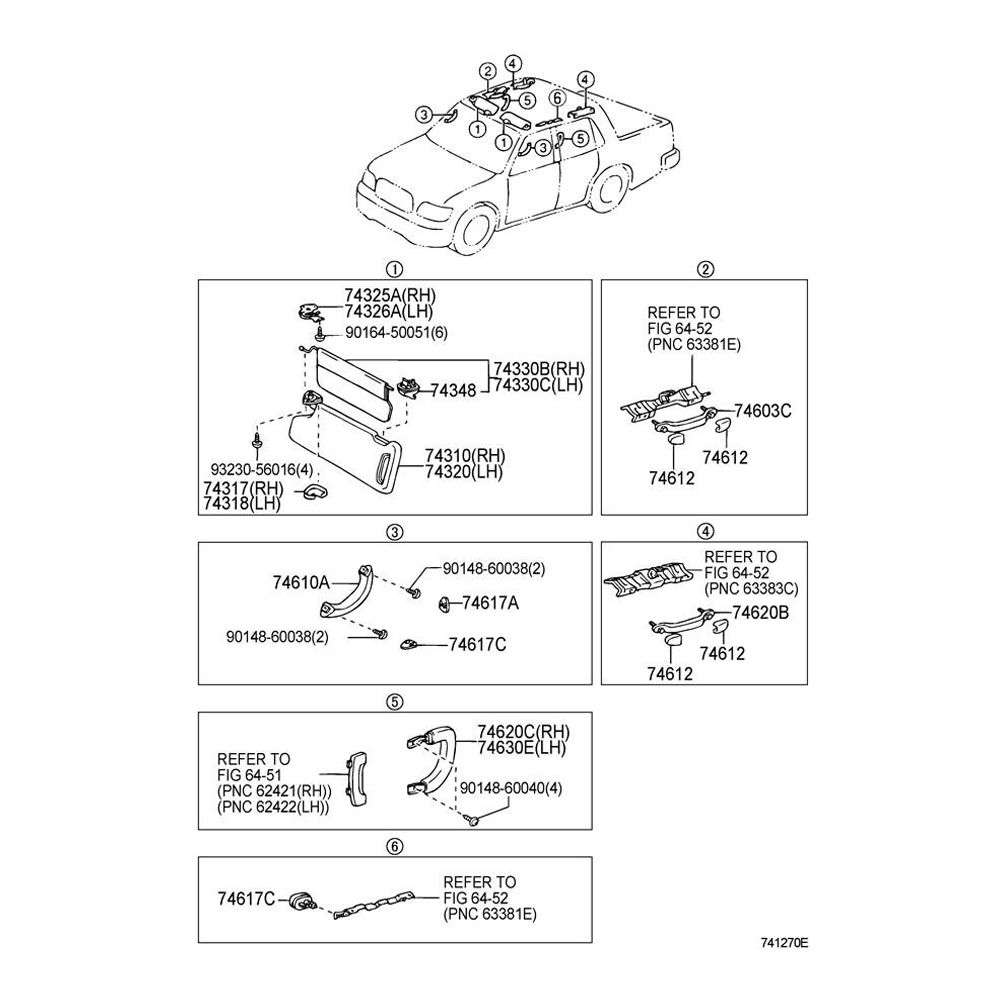 ④
②
④
⑤
⑥
③
①
①
③
⑤
①
74325A(RH)
74326A(LH)
90164-50051(6)
74330B(RH)
74330C(LH)
74348
74310(RH)
74320(LH)
93230-56016(4)
74317(RH)
74318(LH)
②
REFER TO
FIG 64-52
(PNC 63381E)
74603C
74612
74612
③
74610A
90148-60038(2)
74617A
90148-60038(2)
74617C
④
REFER TO
FIG 64-52
(PNC 63383C)
74620B
74612
74612
⑤
74620C(RH)
74630E(LH)
REFER TO
FIG 64-51
(PNC 62421(RH))
(PNC 62422(LH))
90148-60040(4)
⑥
74617C
REFER TO
FIG 64-52
(PNC 63381E)
741270E